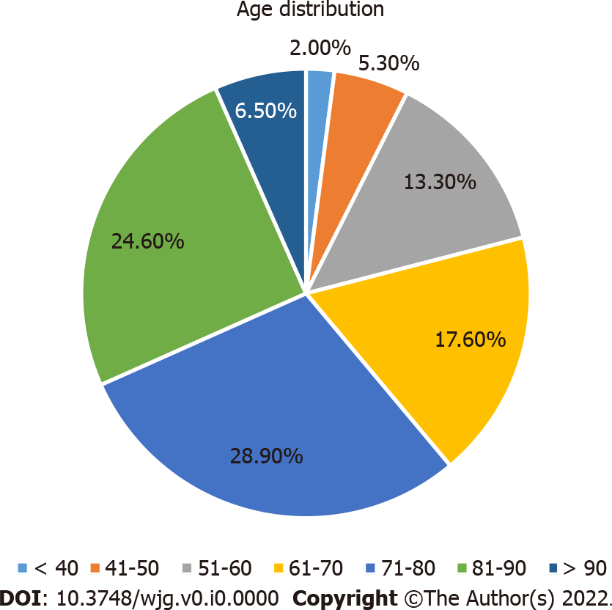 Age distribution
2.00%
5.30%
6.50%
13.30%
24.60%
17.60%
28.90%
< 40 41-50 51-60 61-70 71-80 81-90 > 90
DOI: 10.3748/wjg.v0.i0.0000 Copyright ©The Author(s) 2022.